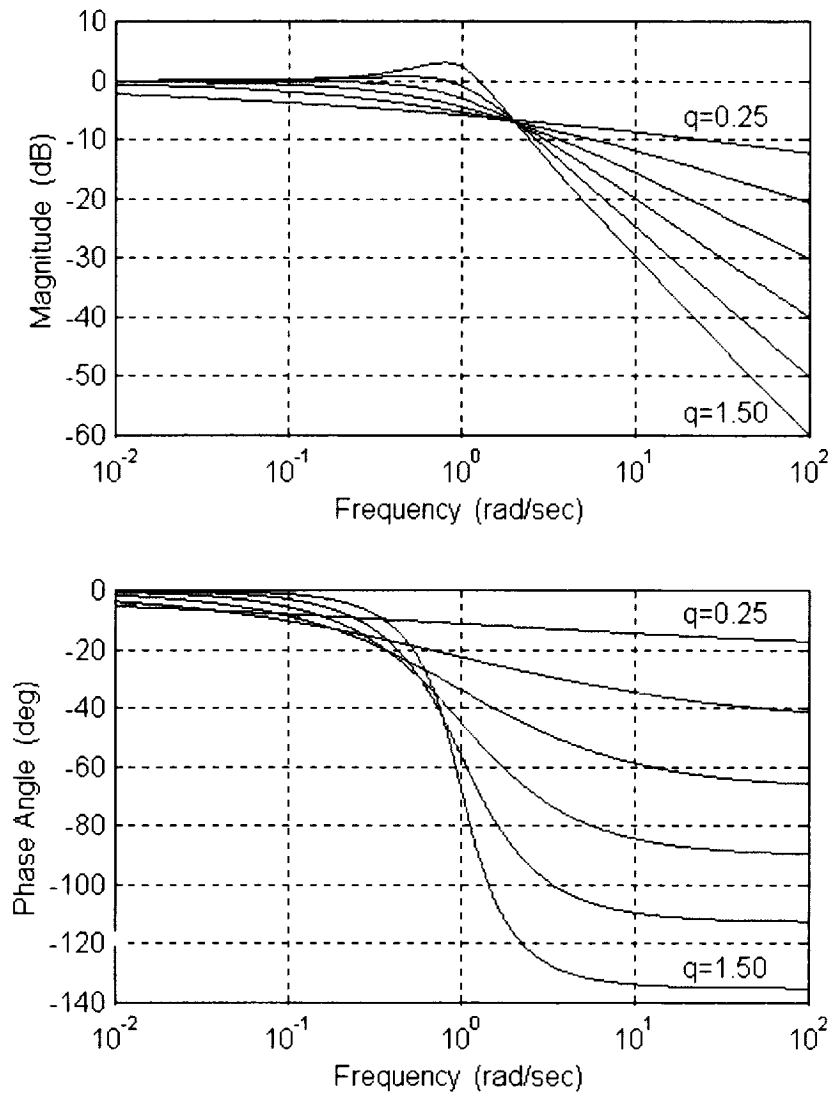 10
0
-10
-20
-30
-40
-50
-60
Magnitude (dB)
q=0.25
q=1.50
10^-2 10^-1 10^0 10^1 10^2
Frequency (rad/sec)
0
-20
-40
-60
-80
-100
-120
-140
Phase Angle (deg)
q=0.25
q=1.50
10^-2 10^-1 10^0 10^1 10^2
Frequency (rad/sec)